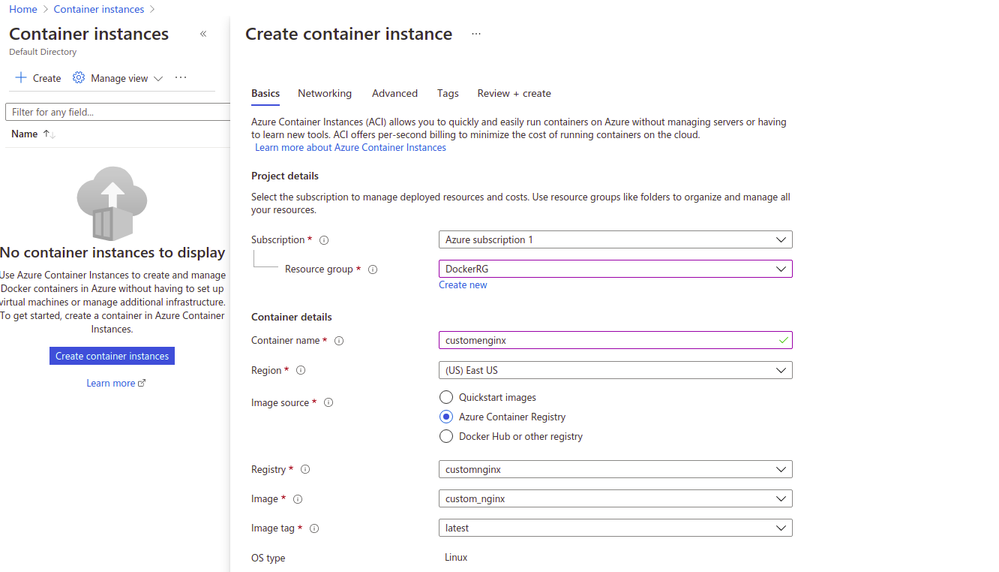 Home > Container instances >
Container instances «
Default Directory
+ Create Manage view ···
Filter for any field...
Name ↑↓
No container instances to display
Use Azure Container Instances to create and manage
Docker containers in Azure without having to set up
virtual machines or manage additional infrastructure.
To get started, create a container in Azure Container
Instances.
Create container instances
Learn more
Create container instance ···
Basics Networking Advanced Tags Review + create
Azure Container Instances (ACI) allows you to quickly and easily run containers on Azure without managing servers or having
to learn new tools. ACI offers per-second billing to minimize the cost of running containers on the cloud.
Learn more about Azure Container Instances
Project details
Select the subscription to manage deployed resources and costs. Use resource groups like folders to organize and manage all
your resources.
Subscription * Azure subscription 1
Resource group * DockerRG
Create new
Container details
Container name * customenginx
Region * (US) East US
Image source * Quickstart images
Azure Container Registry
Docker Hub or other registry
Registry * customnginx
Image * custom_nginx
Image tag * latest
OS type Linux